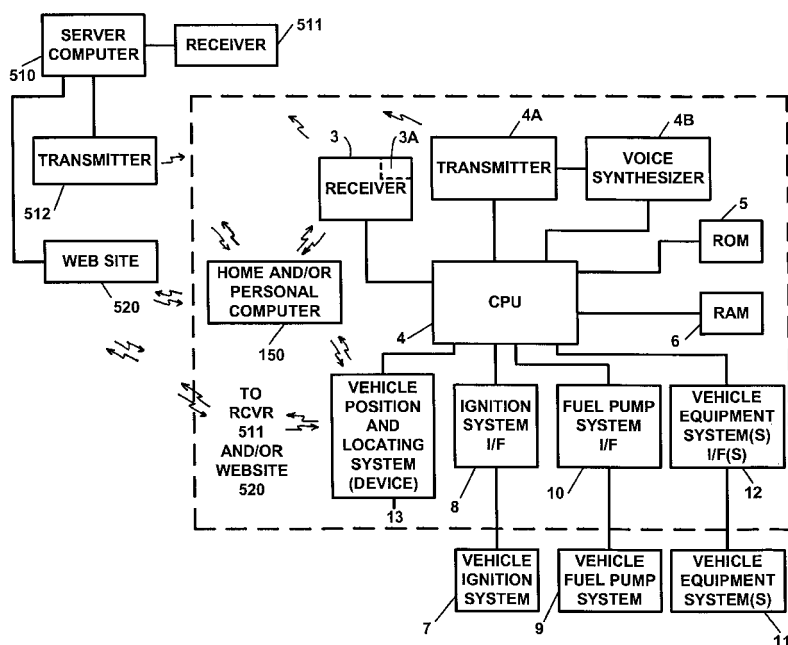 SERVER
COMPUTER
510
RECEIVER
511
TRANSMITTER
512
WEB SITE
520
3
3A
RECEIVER
4A
TRANSMITTER
4B
VOICE
SYNTHESIZER
5
ROM
HOME AND/OR
PERSONAL
COMPUTER
150
CPU
4
RAM
6
TO
RCVR
511
AND/OR
WEBSITE
520
VEHICLE
POSITION
AND
LOCATING
SYSTEM
(DEVICE)
13
IGNITION
SYSTEM
I/F
8
FUEL PUMP
SYSTEM
I/F
10
VEHICLE
EQUIPMENT
SYSTEM(S)
I/F(S)
12
VEHICLE
IGNITION
SYSTEM
7
VEHICLE
FUEL PUMP
SYSTEM
9
VEHICLE
EQUIPMENT
SYSTEM(S)
11